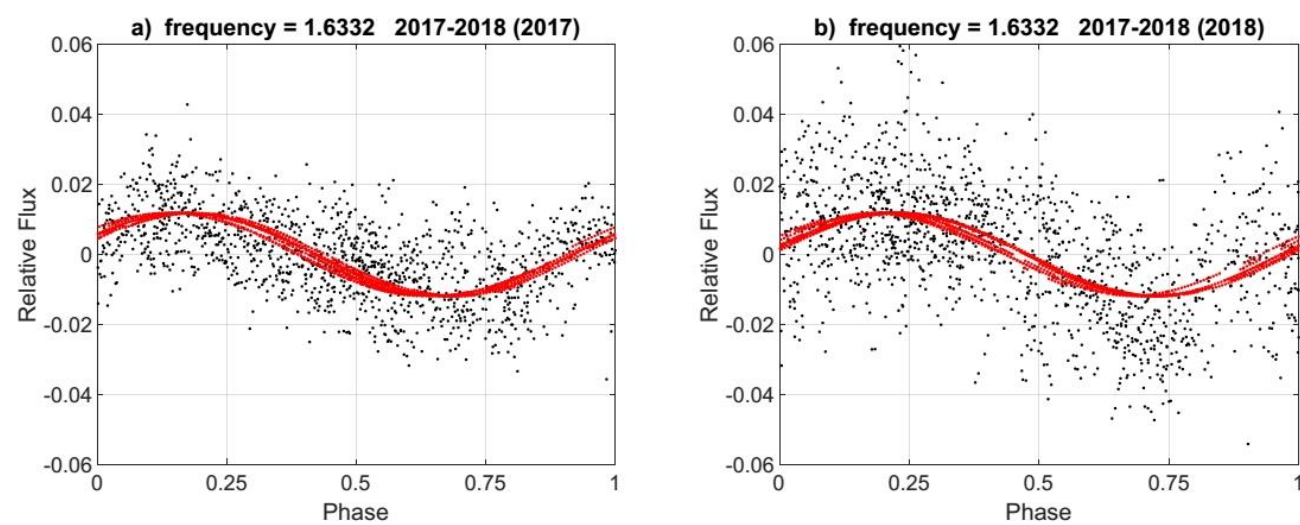 a) frequency = 1.6332 2017-2018 (2017)
0.06
0.04
0.02
0
-0.02
-0.04
-0.06
Relative Flux
0 0.25 0.5 0.75 1
Phase
b) frequency = 1.6332 2017-2018 (2018)
0.06
0.04
0.02
0
-0.02
-0.04
-0.06
Relative Flux
0 0.25 0.5 0.75 1
Phase